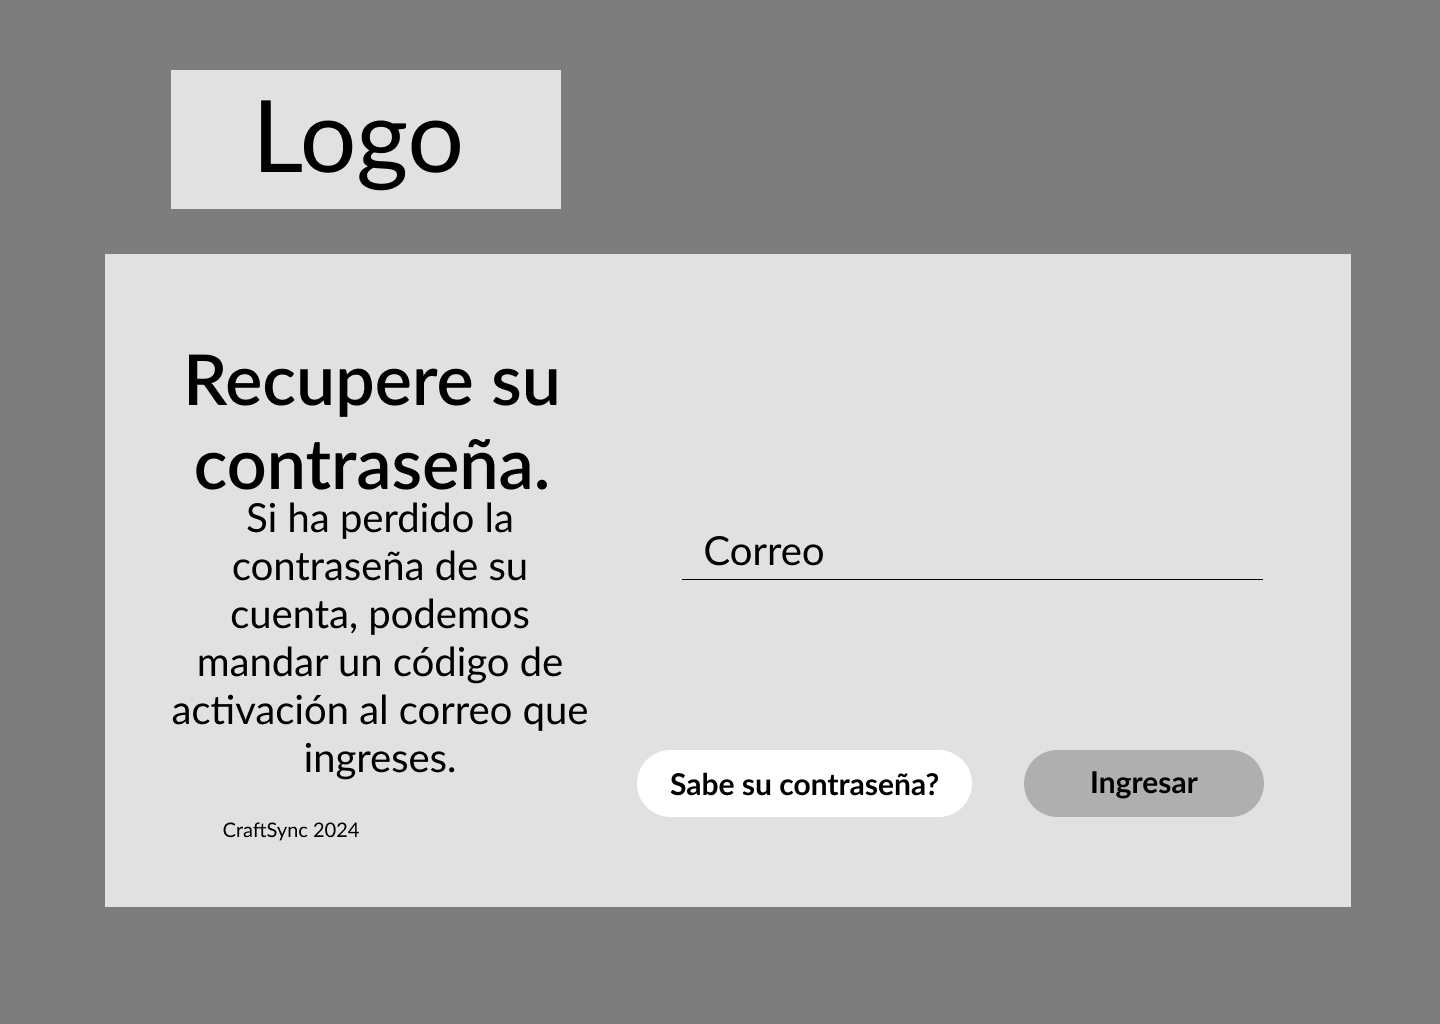 Logo
Recupere su
contraseña.
Si ha perdido la
contraseña de su
cuenta, podemos
mandar un código de
activación al correo que
ingreses.
CraftSync 2024
Correo
Sabe su contraseña?
Ingresar